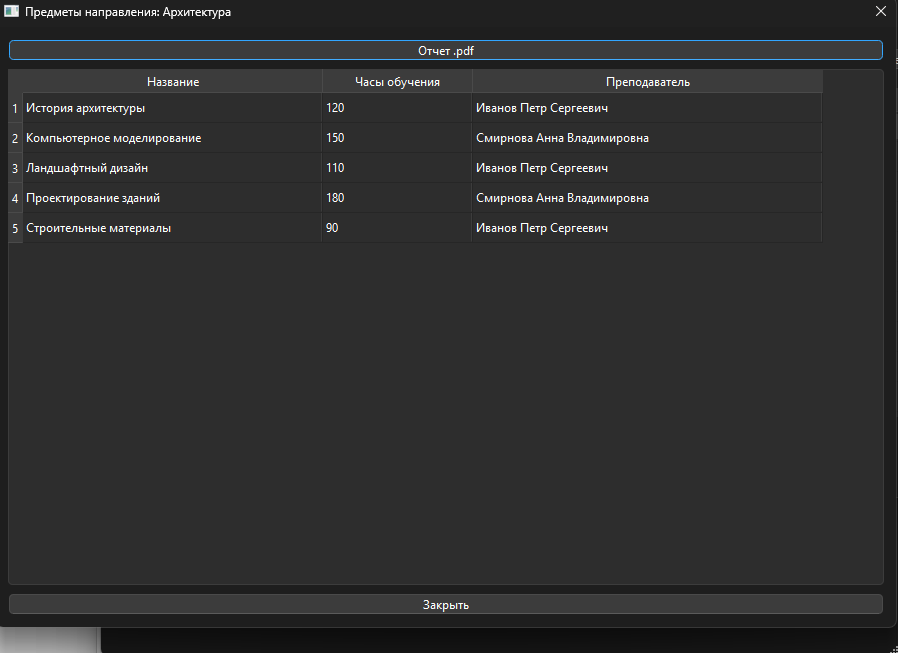 Предметы направления: Архитектура
Отчет .pdf
Название Часы обучения Преподаватель
1 История архитектуры 120 Иванов Петр Сергеевич
2 Компьютерное моделирование 150 Смирнова Анна Владимировна
3 Ландшафтный дизайн 110 Иванов Петр Сергеевич
4 Проектирование зданий 180 Смирнова Анна Владимировна
5 Строительные материалы 90 Иванов Петр Сергеевич
Закрыть